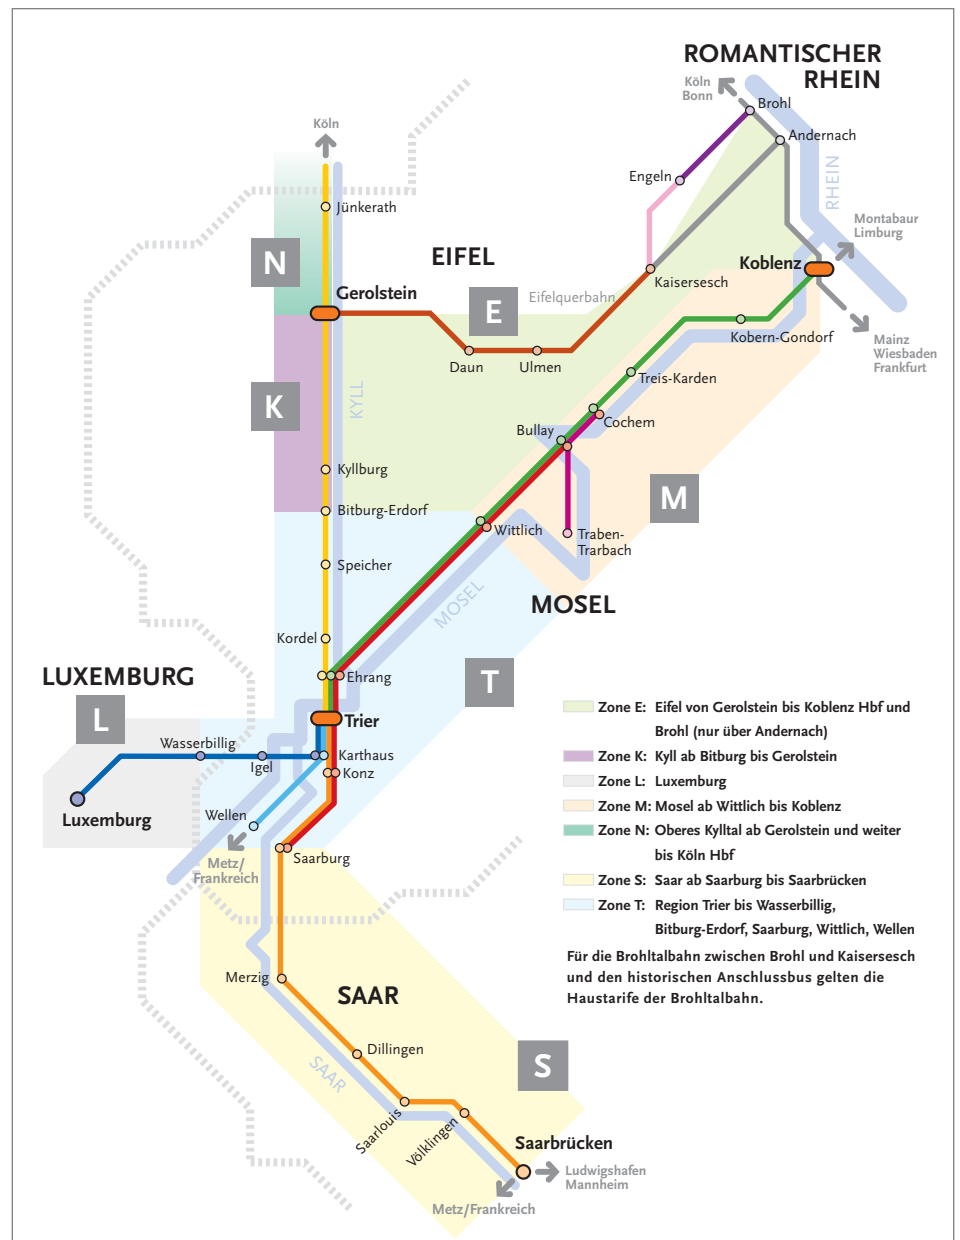 ROMANTISCHER
RHEIN
Köln
Bonn
Brohl
Andernach
Köln
Engeln
RHEIN
Jünkerath
Montabaur
Limburg
N
EIFEL
Koblenz
Kaisersesch
Gerolstein
Eifelquerbahn
E
Kobern-Gondorf
Mainz
Wiesbaden
Frankfurt
Daun
Ulmen
Treis-Karden
K
KYLL
Cochem
Bullay
Kyllburg
M
Bitburg-Erdorf
Wittlich
Traben-
Trarbach
Speicher
MOSEL
MOSEL
Kordel
LUXEMBURG
Ehrang
T
L
Trier
Wasserbillig
Igel
Karthaus
Konz
Luxemburg
Wellen
Metz/
Frankreich
Saarburg
Zone E: Eifel von Gerolstein bis Koblenz Hbf und
Brohl (nur über Andernach)
Zone K: Kyll ab Bitburg bis Gerolstein
Zone L: Luxemburg
Zone M: Mosel ab Wittlich bis Koblenz
Zone N: Oberes Kylltal ab Gerolstein und weiter
bis Köln Hbf
Zone S: Saar ab Saarburg bis Saarbrücken
Zone T: Region Trier bis Wasserbillig,
Bitburg-Erdorf, Saarburg, Wittlich, Wellen
Für die Brohltalbahn zwischen Brohl und Kaisersesch
und den historischen Anschlussbus gelten die
Haustarife der Brohltalbahn.
Merzig
SAAR
Dillingen
SAAR
S
Saarlouis
Völklingen
Saarbrücken
Ludwigshafen
Mannheim
Metz/Frankreich